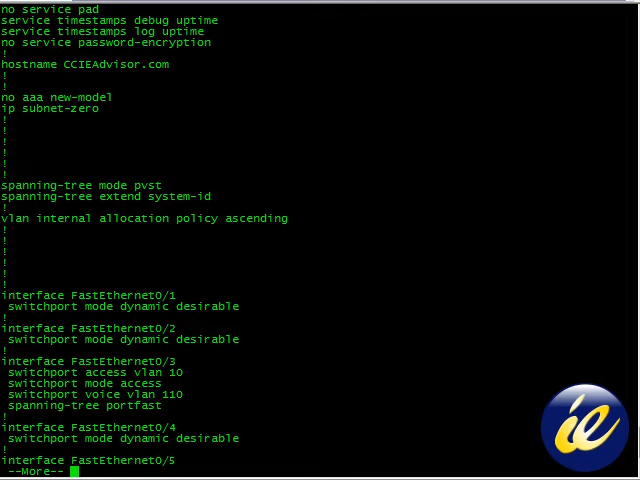 no service pad
service timestamps debug uptime
service timestamps log uptime
no service password-encryption
!
hostname CCIEAdvisor.com
!
!
no aaa new-model
ip subnet-zero
!
!
!
!
!
!
spanning-tree mode pvst
spanning-tree extend system-id
!
vlan internal allocation policy ascending
!
!
!
!
!
!
interface FastEthernet0/1
 switchport mode dynamic desirable
!
interface FastEthernet0/2
 switchport mode dynamic desirable
!
interface FastEthernet0/3
 switchport access vlan 10
 switchport mode access
 switchport voice vlan 110
 spanning-tree portfast
!
interface FastEthernet0/4
 switchport mode dynamic desirable
!
interface FastEthernet0/5
 --More--
ie